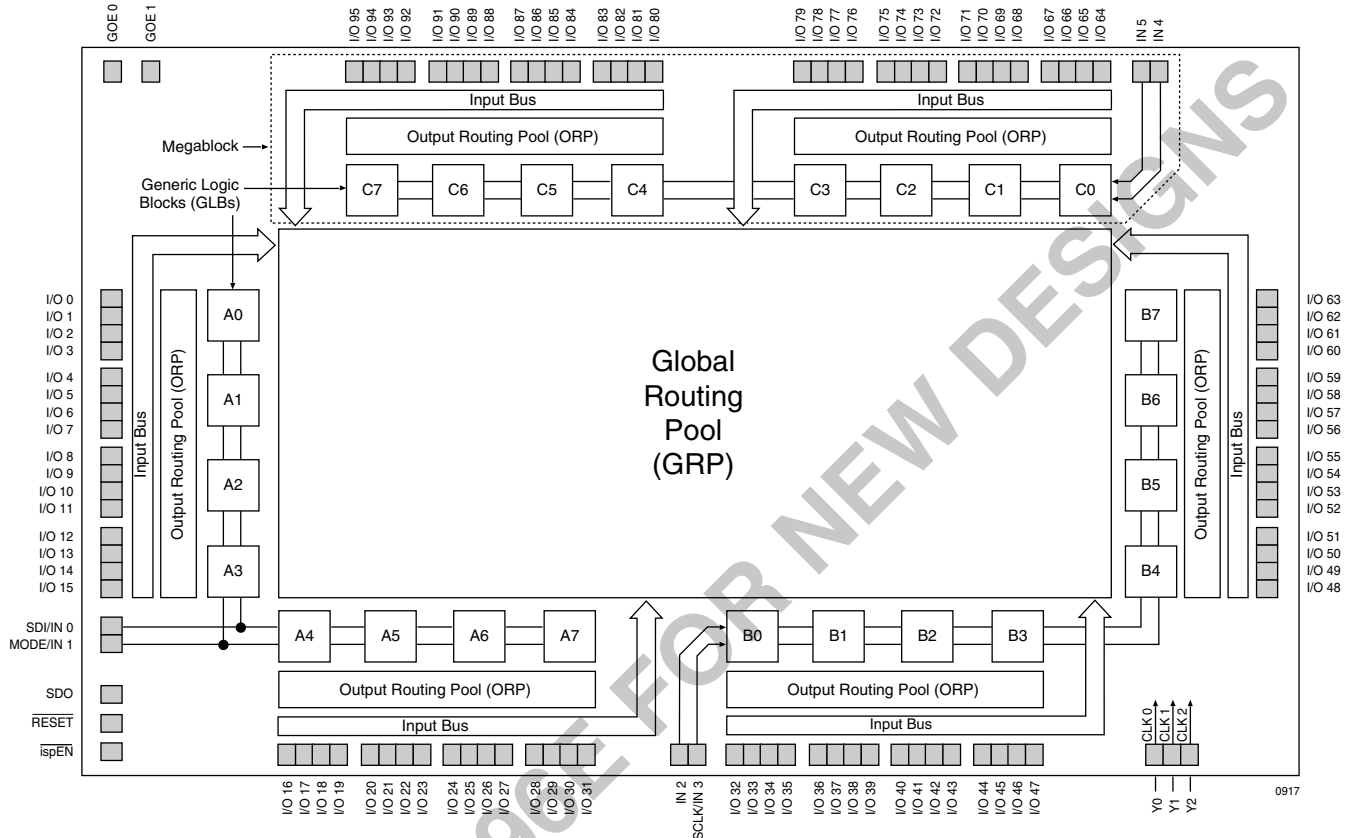 GOE 0
GOE 1
I/O 95
I/O 94
I/O 93
I/O 92
I/O 91
I/O 90
I/O 89
I/O 88
I/O 87
I/O 86
I/O 85
I/O 84
I/O 83
I/O 82
I/O 81
I/O 80
I/O 79
I/O 78
I/O 77
I/O 76
I/O 75
I/O 74
I/O 73
I/O 72
I/O 71
I/O 70
I/O 69
I/O 68
I/O 67
I/O 66
I/O 65
I/O 64
IN 5
IN 4
Input Bus
Input Bus
Output Routing Pool (ORP)
Output Routing Pool (ORP)
Megablock
Generic Logic
Blocks (GLBs)
C7
C6
C5
C4
C3
C2
C1
C0
I/O 0
I/O 1
I/O 2
I/O 3
I/O 4
I/O 5
I/O 6
I/O 7
I/O 8
I/O 9
I/O 10
I/O 11
I/O 12
I/O 13
I/O 14
I/O 15
Input Bus
Output Routing Pool (ORP)
A0
A1
A2
A3
Global
Routing
Pool
(GRP)
B7
B6
B5
B4
Output Routing Pool (ORP)
Input Bus
I/O 63
I/O 62
I/O 61
I/O 60
I/O 59
I/O 58
I/O 57
I/O 56
I/O 55
I/O 54
I/O 53
I/O 52
I/O 51
I/O 50
I/O 49
I/O 48
SDI/IN 0
MODE/IN 1
A4
A5
A6
A7
B0
B1
B2
B3
Output Routing Pool (ORP)
Output Routing Pool (ORP)
Input Bus
Input Bus
SDO
RESET
ispEN
CLK 0
CLK 1
CLK 2
I/O 16
I/O 17
I/O 18
I/O 19
I/O 20
I/O 21
I/O 22
I/O 23
I/O 24
I/O 25
I/O 26
I/O 27
I/O 28
I/O 29
I/O 30
I/O 31
IN 2
SCLK/IN 3
I/O 32
I/O 33
I/O 34
I/O 35
I/O 36
I/O 37
I/O 38
I/O 39
I/O 40
I/O 41
I/O 42
I/O 43
I/O 44
I/O 45
I/O 46
I/O 47
Y0
Y1
Y2
0917
96E FOR NEW DESIGNS